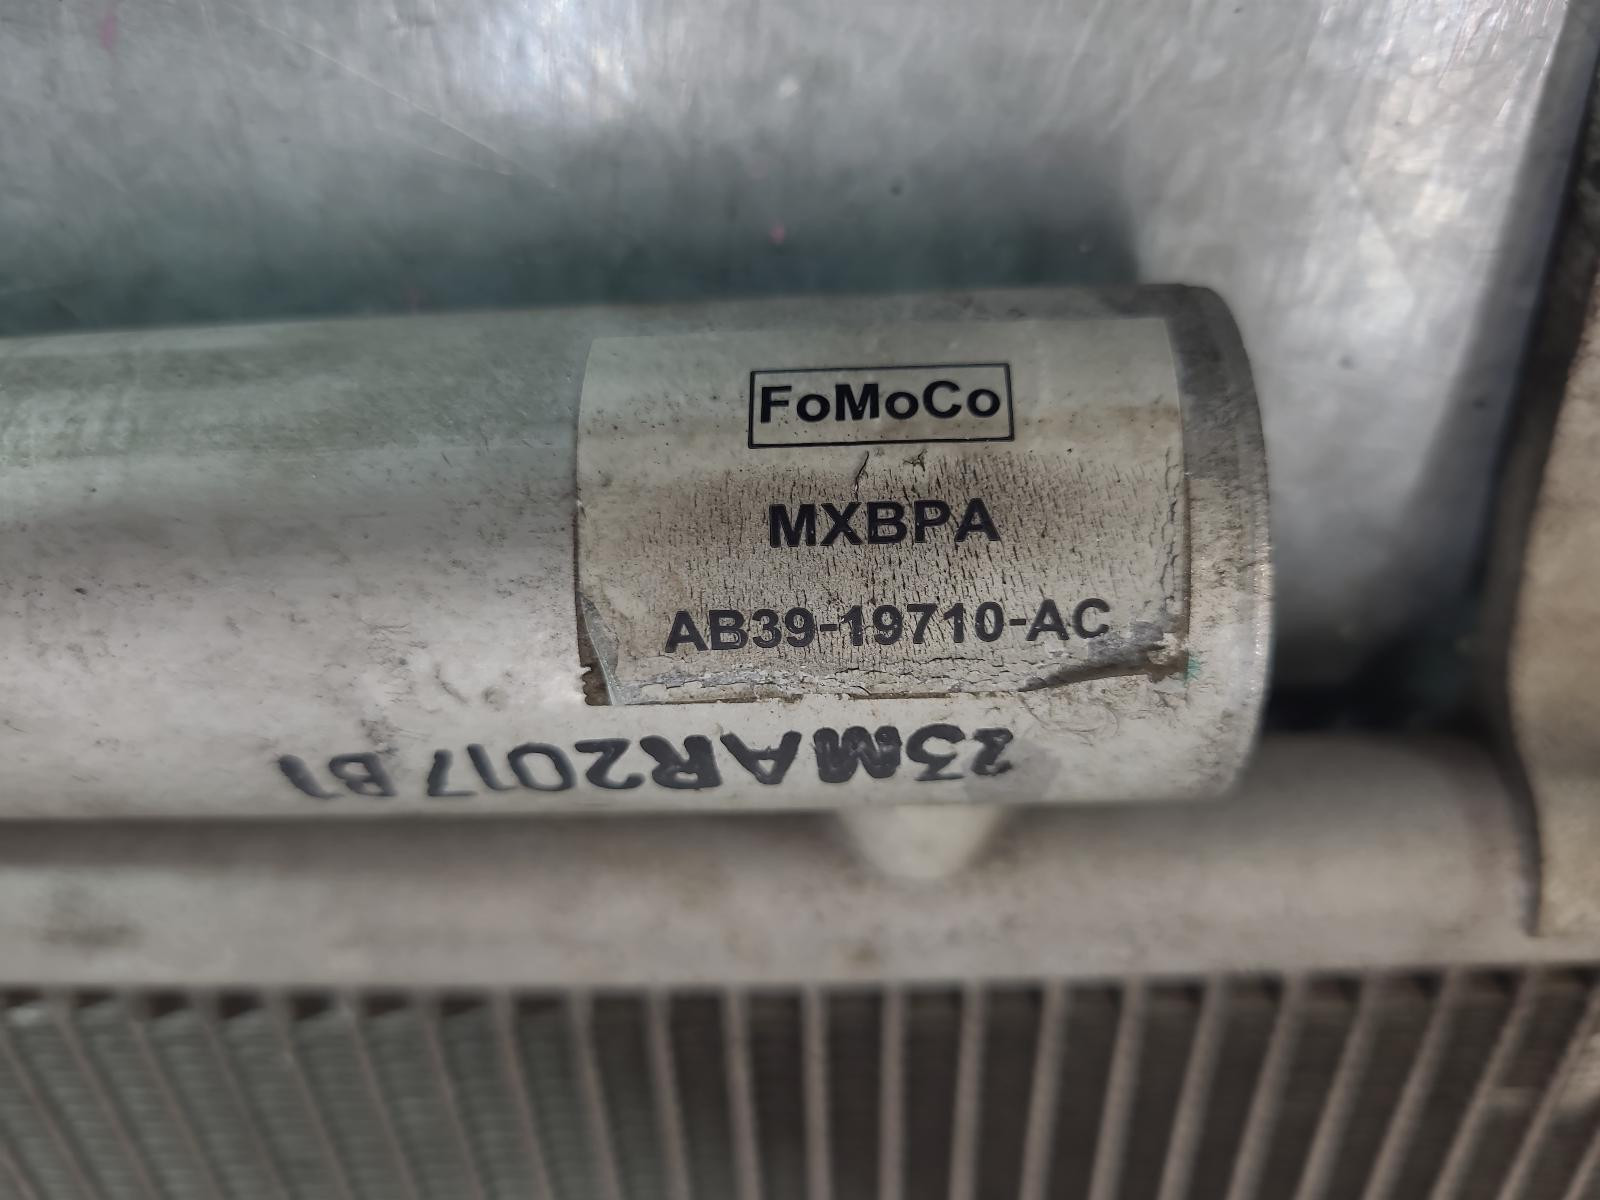 FoMoCo
MXBPA
AB39-19710-AC
23MAR2017 B1